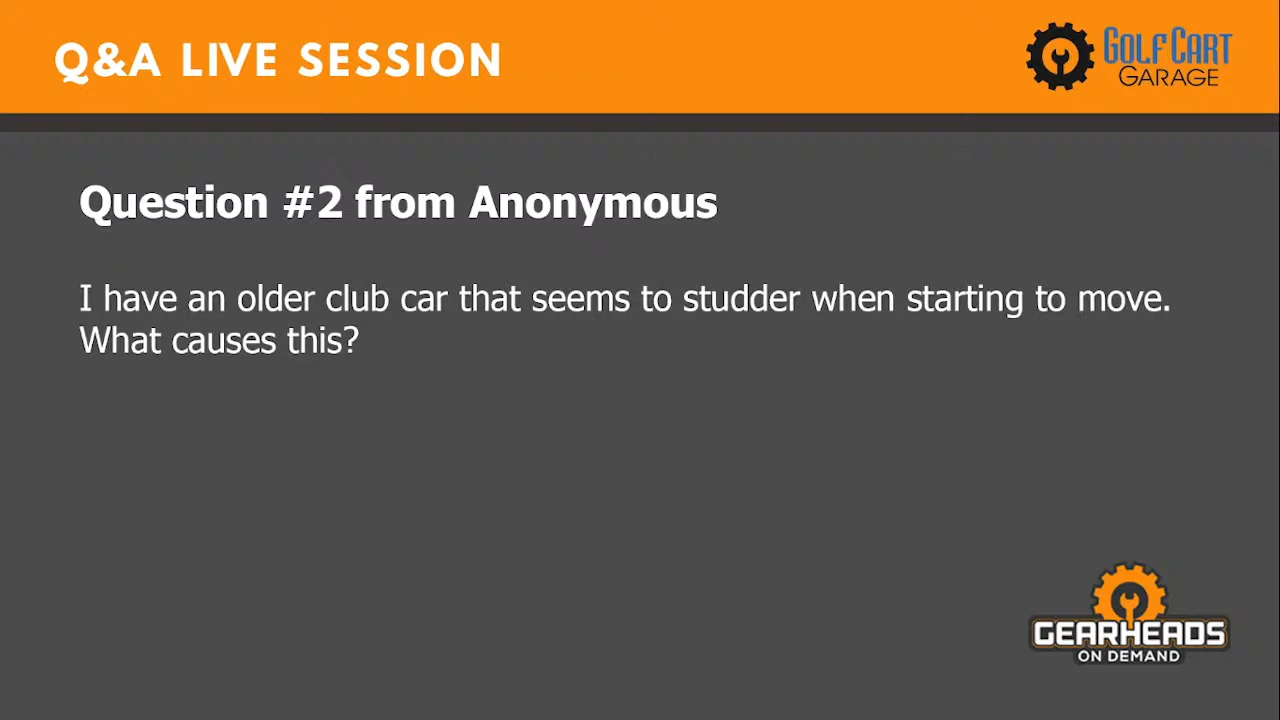 Q&A LIVE SESSION
GOLF CART
GARAGE
Question #2 from Anonymous
I have an older club car that seems to studder when starting to move.
What causes this?
GEARHEADS
ON DEMAND